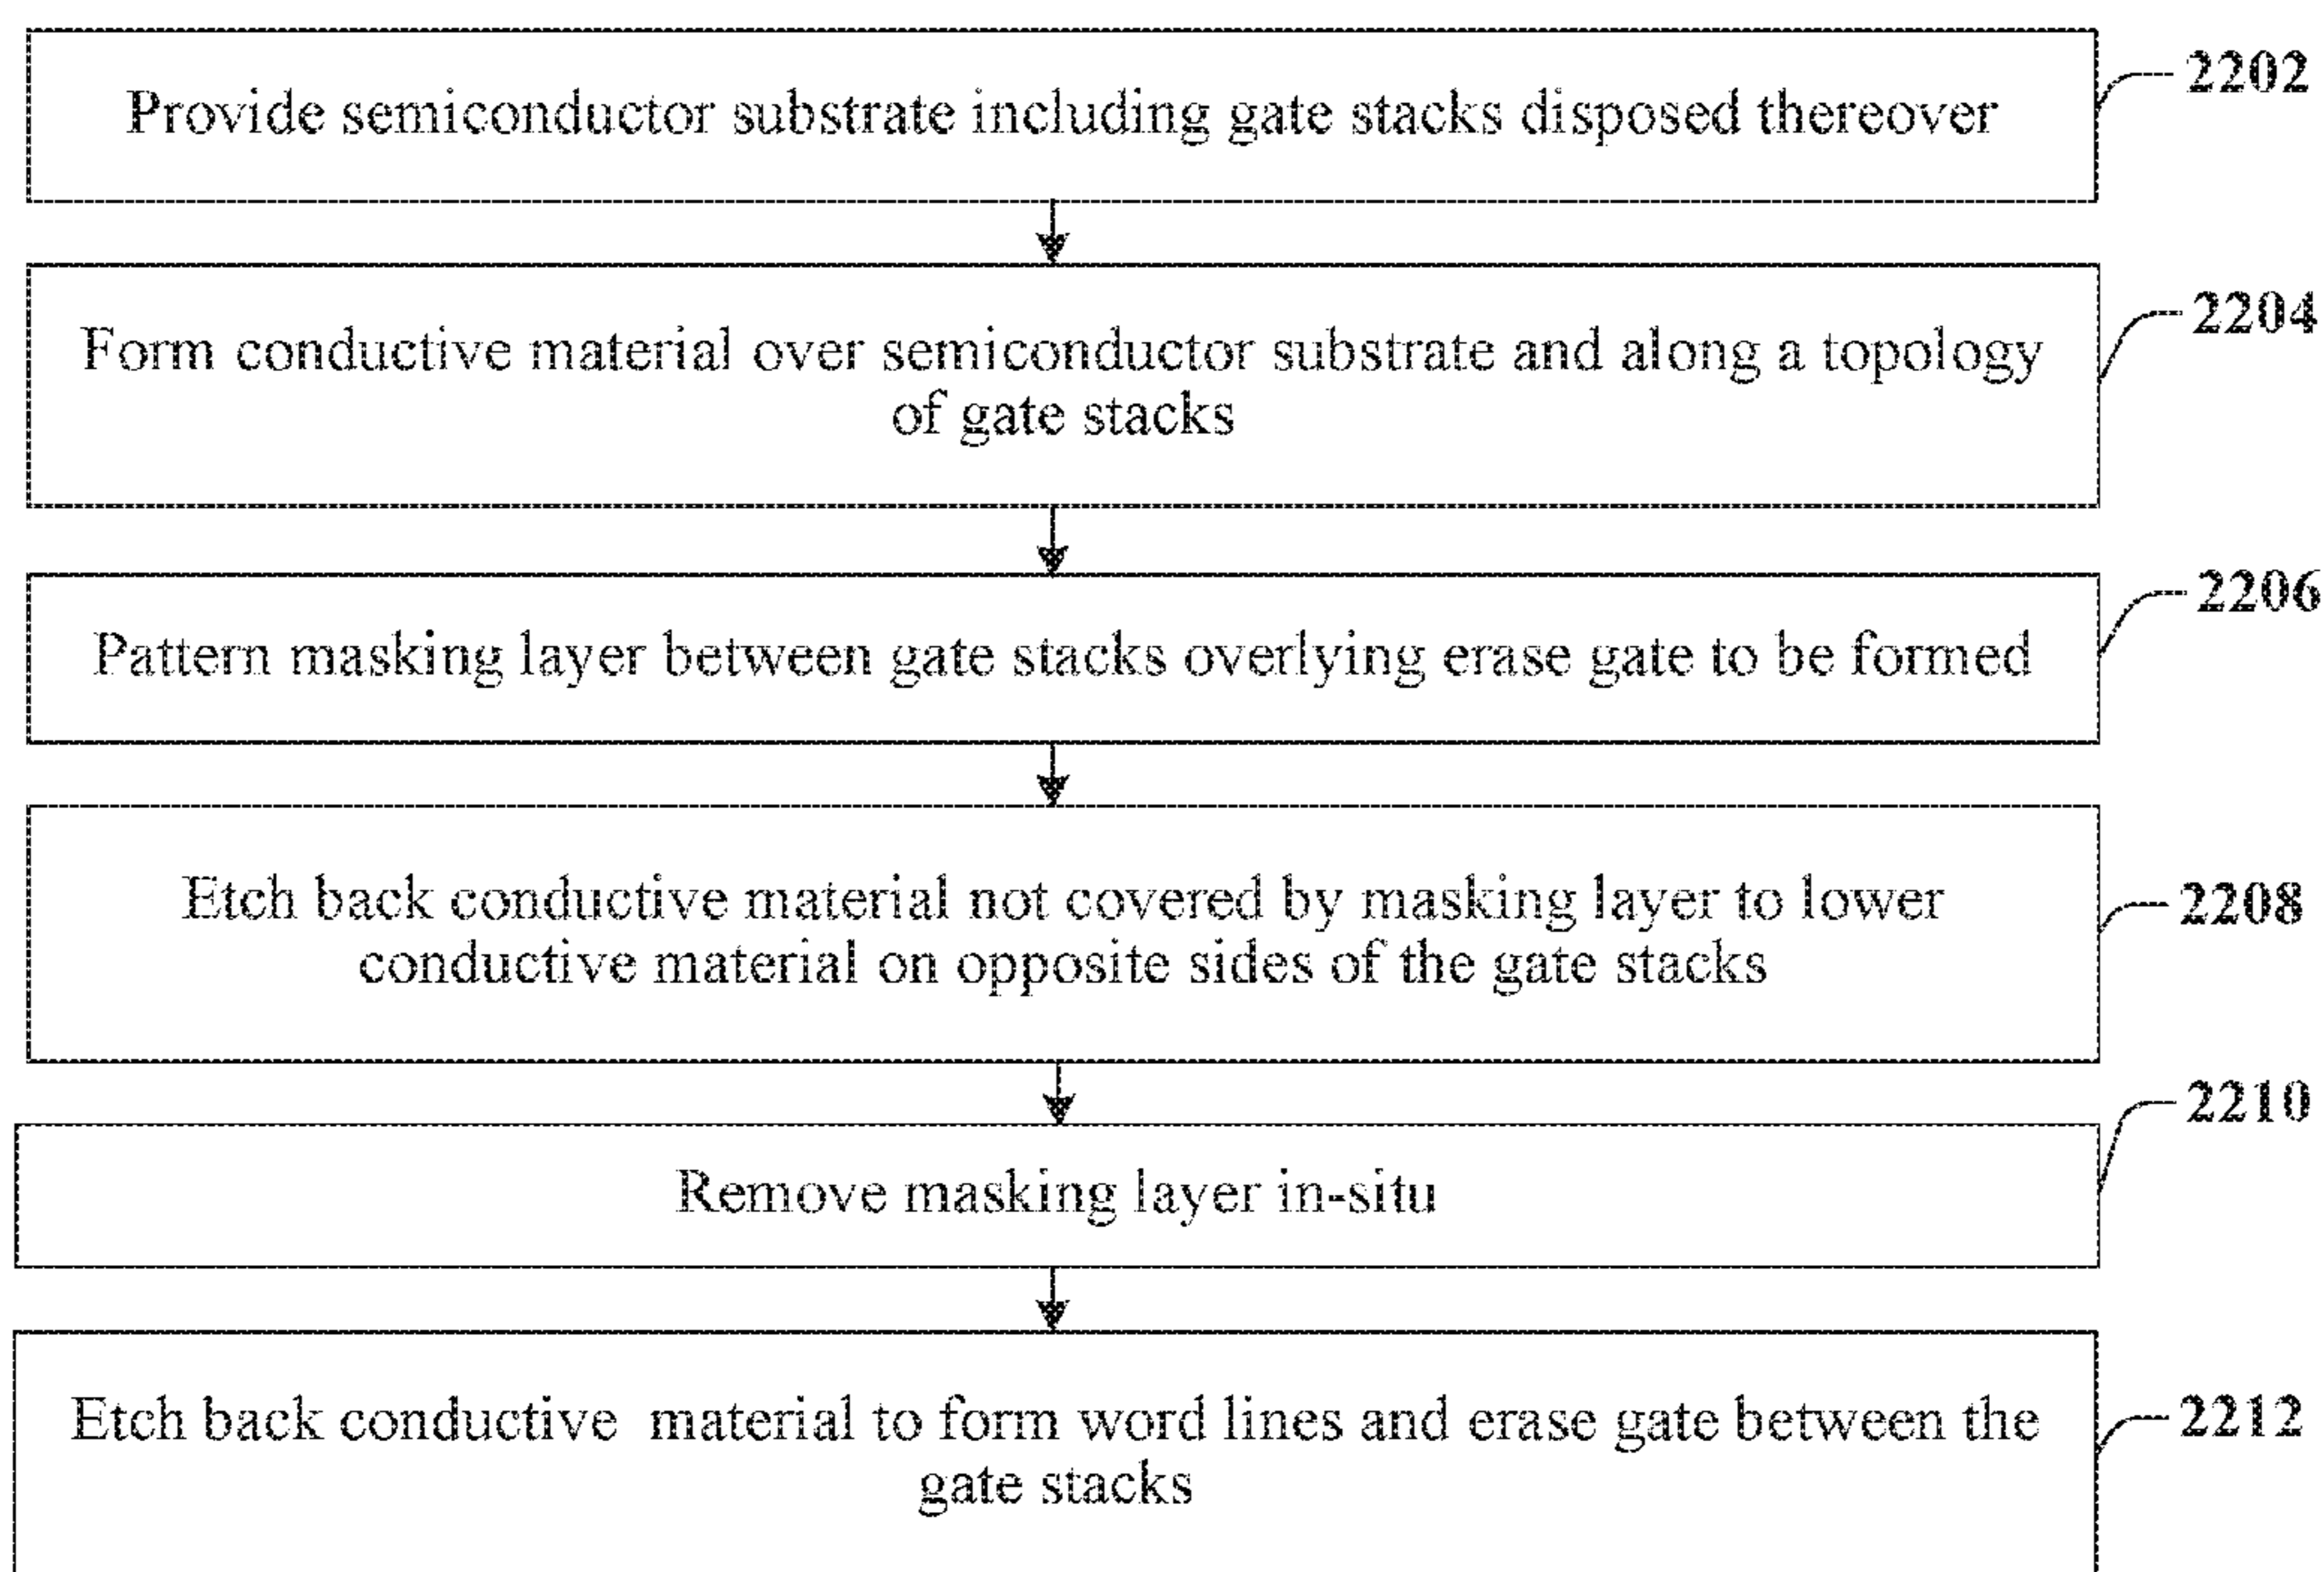 Provide semiconductor substrate including gate stacks disposed thereover
2202
Form conductive material over semiconductor substrate and along a topology
of gate stacks
2204
Pattern masking layer between gate stacks overlying erase gate to be formed
2206
Etch back conductive material not covered by masking layer to lower
conductive material on opposite sides of the gate stacks
2208
Remove masking layer in-situ
2210
Etch back conductive material to form word lines and erase gate between the
gate stacks
2212